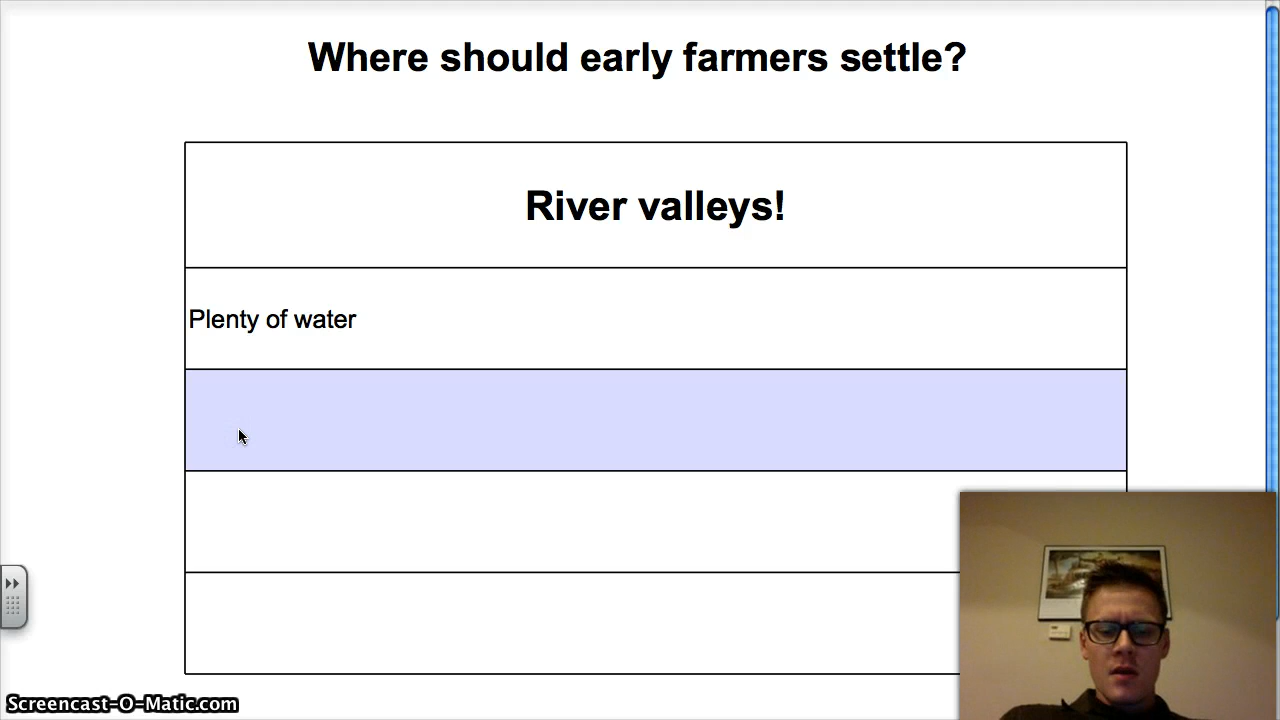 Where should early farmers settle?
River valleys!
Plenty of water
Screencast-O-Matic.com